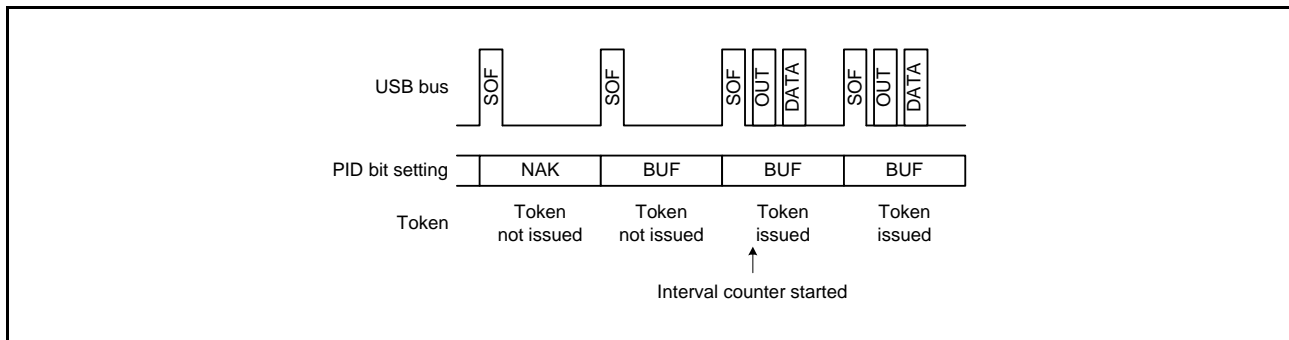 USB bus
SOF
SOF
SOF OUT DATA
SOF OUT DATA
PID bit setting
NAK BUF BUF BUF
Token
Token not issued
Token not issued
Token issued
Token issued
Interval counter started